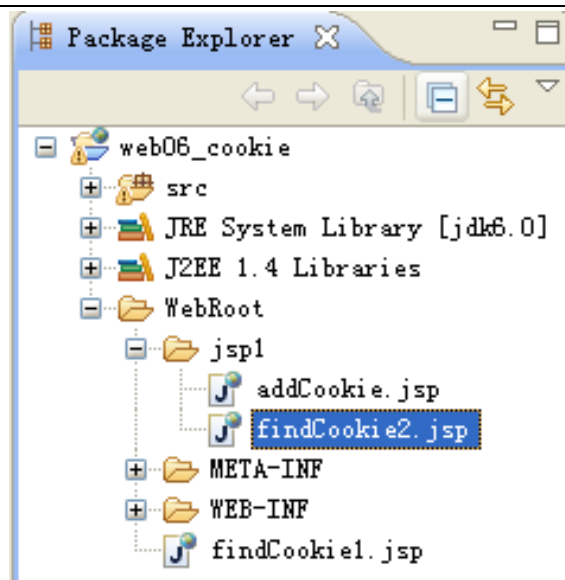 Package Explorer
web06_cookie
src
JRE System Library [jdk6.0]
J2EE 1.4 Libraries
WebRoot
jsp1
addCookie.jsp
findCookie2.jsp
META-INF
WEB-INF
findCookie1.jsp